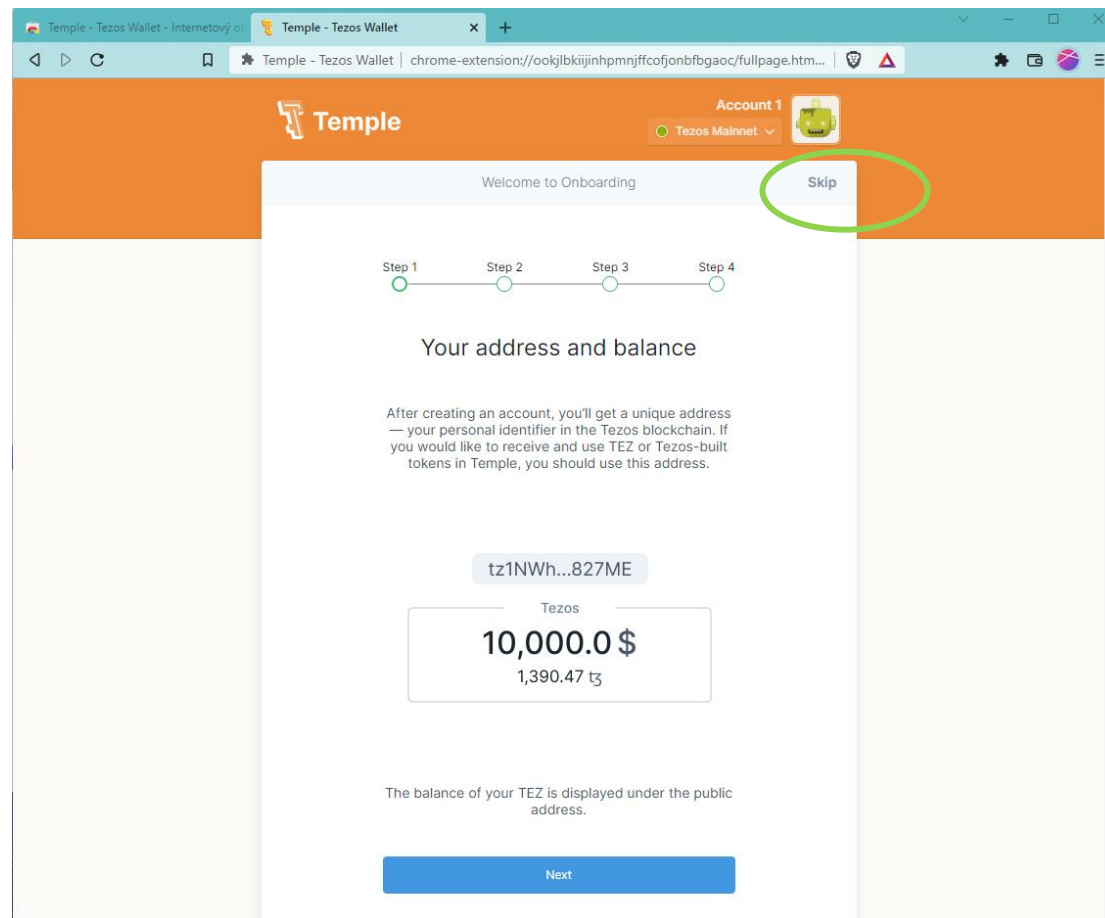 Temple - Tezos Wallet - Internetový o
Temple - Tezos Wallet
Temple - Tezos Wallet | chrome-extension://ookjlbkiijinhpmnjffcofjonbfbgaoc/fullpage.htm...
Temple
Account 1
Tezos Mainnet
Welcome to Onboarding
Skip
Step 1 Step 2 Step 3 Step 4
Your address and balance
After creating an account, you'll get a unique address
— your personal identifier in the Tezos blockchain. If
you would like to receive and use TEZ or Tezos-built
tokens in Temple, you should use this address.
tz1NWh...827ME
Tezos
10,000.0 $
1,390.47 ꜩ
The balance of your TEZ is displayed under the public
address.
Next